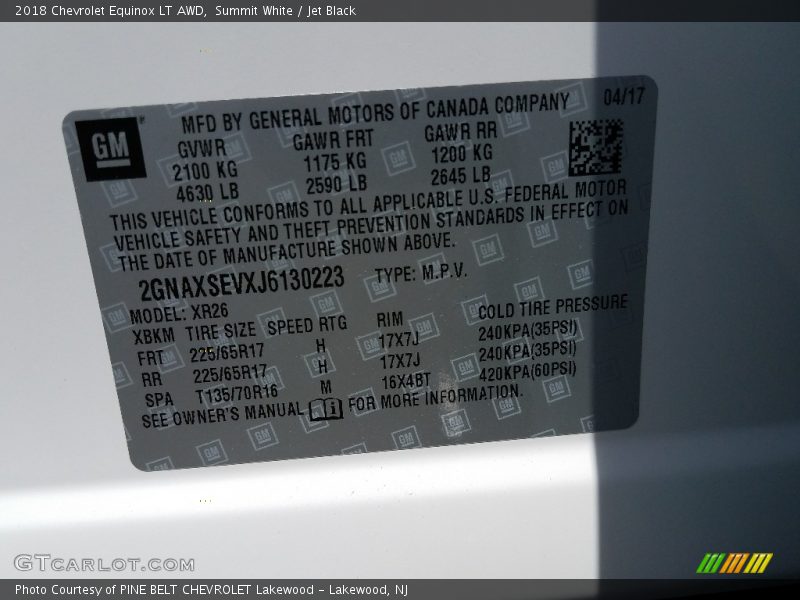 2018 Chevrolet Equinox LT AWD,  Summit White / Jet Black
GM
MFD BY GENERAL MOTORS OF CANADA COMPANY 04/17
GVWR GAWR FRT GAWR RR
2100 KG 1175 KG 1200 KG
4630 LB 2590 LB 2645 LB
THIS VEHICLE CONFORMS TO ALL APPLICABLE U.S. FEDERAL MOTOR
VEHICLE SAFETY AND THEFT PREVENTION STANDARDS IN EFFECT ON
THE DATE OF MANUFACTURE SHOWN ABOVE.
2GNAXSEVXJ6130223 TYPE: M.P.V.
MODEL: XR26
XBKM TIRE SIZE SPEED RTG RIM COLD TIRE PRESSURE
FRT 225/65R17 H 17X7J 240KPA(35PSI)
RR 225/65R17 H 17X7J 240KPA(35PSI)
SPA T135/70R16 M 16X4BT 420KPA(60PSI)
SEE OWNER'S MANUAL FOR MORE INFORMATION.
GTCarLot.com
Photo Courtesy of PINE BELT CHEVROLET Lakewood - Lakewood, NJ